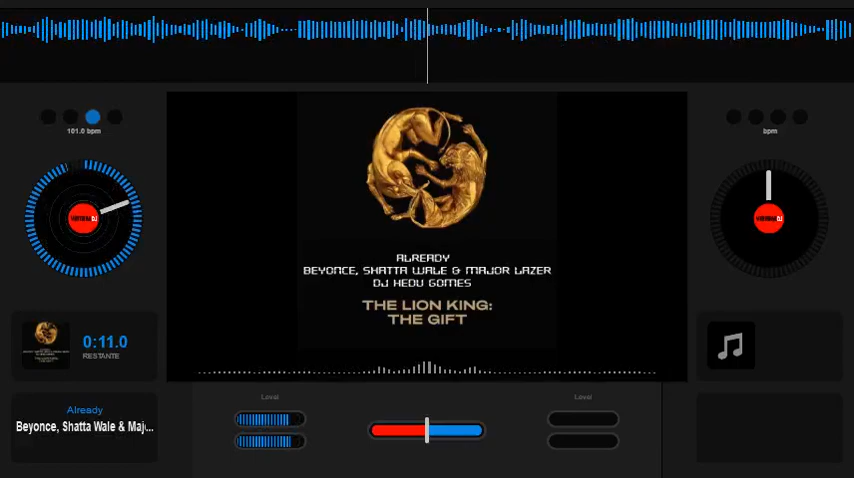 101.0 bpm
bpm
ALREADY
BEYONCE, SHATTA WALE & MAJOR LAZER
DJ HEDU GOMES
THE LION KING:
THE GIFT
0:11.0
RESTANTE
Already
Beyonce, Shatta Wale & Maj...
Level
Level